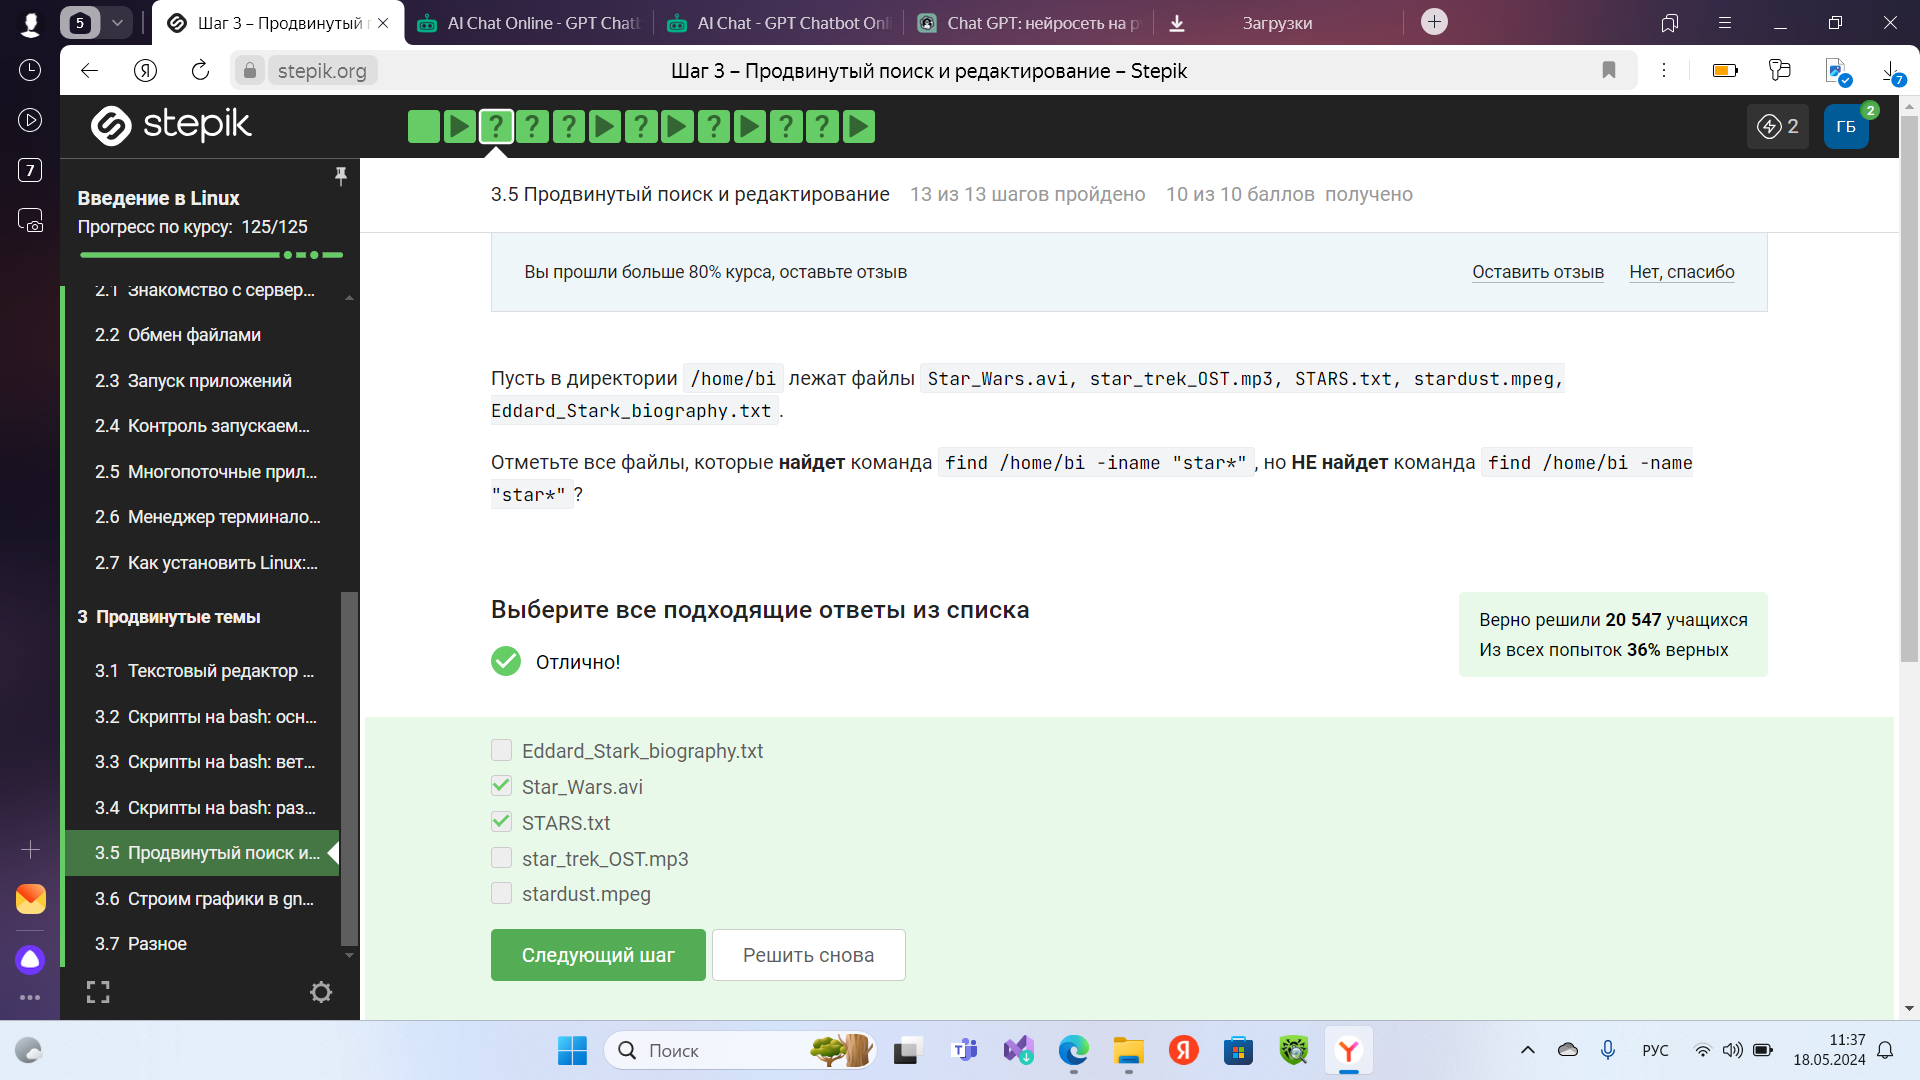 5
Шаг 3 – Продвинутый п
AI Chat Online - GPT Chatb
AI Chat - GPT Chatbot Onli
Chat GPT: нейросеть на ру
Загрузки
Я
stepik.org
Шаг 3 – Продвинутый поиск и редактирование – Stepik
7
stepik
? ? ? ? ? ? ?
2
ГБ
2
7
Введение в Linux
Прогресс по курсу: 125/125
2.1 Знакомство с сервер...
2.2 Обмен файлами
2.3 Запуск приложений
2.4 Контроль запускаем...
2.5 Многопоточные прил...
2.6 Менеджер терминало...
2.7 Как установить Linux:...
3 Продвинутые темы
3.1 Текстовый редактор ...
3.2 Скрипты на bash: осн...
3.3 Скрипты на bash: вет...
3.4 Скрипты на bash: раз...
3.5 Продвинутый поиск и...
3.6 Строим графики в gn...
3.7 Разное
3.5 Продвинутый поиск и редактирование 13 из 13 шагов пройдено 10 из 10 баллов получено
Вы прошли больше 80% курса, оставьте отзыв
Оставить отзыв
Нет, спасибо
Пусть в директории /home/bi лежат файлы Star_Wars.avi, star_trek_OST.mp3, STARS.txt, stardust.mpeg,
Eddard_Stark_biography.txt.
Отметьте все файлы, которые найдет команда find /home/bi -iname "star*", но НЕ найдет команда find /home/bi -name
"star*"?
Выберите все подходящие ответы из списка
Отлично!
Верно решили 20 547 учащихся
Из всех попыток 36% верных
Eddard_Stark_biography.txt
Star_Wars.avi
STARS.txt
star_trek_OST.mp3
stardust.mpeg
Следующий шаг
Решить снова
Поиск
Я
РУС
11:37
18.05.2024